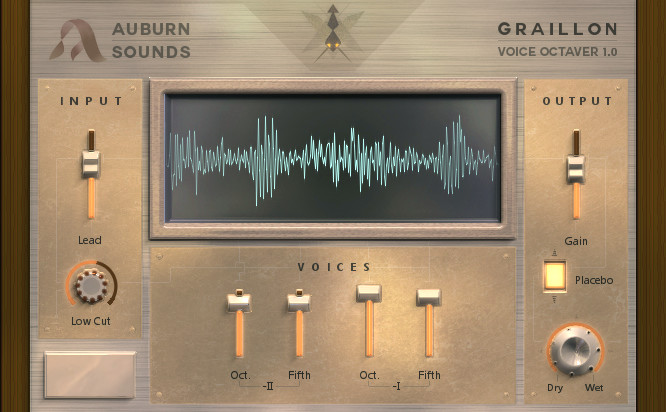 AUBURN
SOUNDS
GRAILLON
VOICE OCTAVER 1.0
INPUT
OUTPUT
Lead
Gain
Low Cut
Placebo
VOICES
Oct.
Fifth
Oct.
Fifth
-II
-I
Dry
Wet